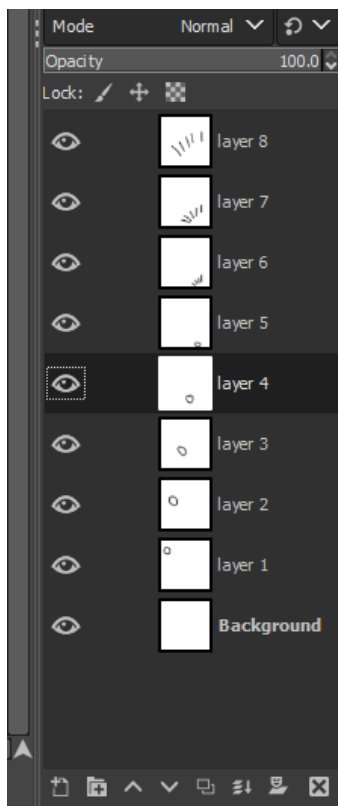 Mode Normal
Opacity 100.0
Lock:
layer 8
layer 7
layer 6
layer 5
layer 4
layer 3
layer 2
layer 1
Background